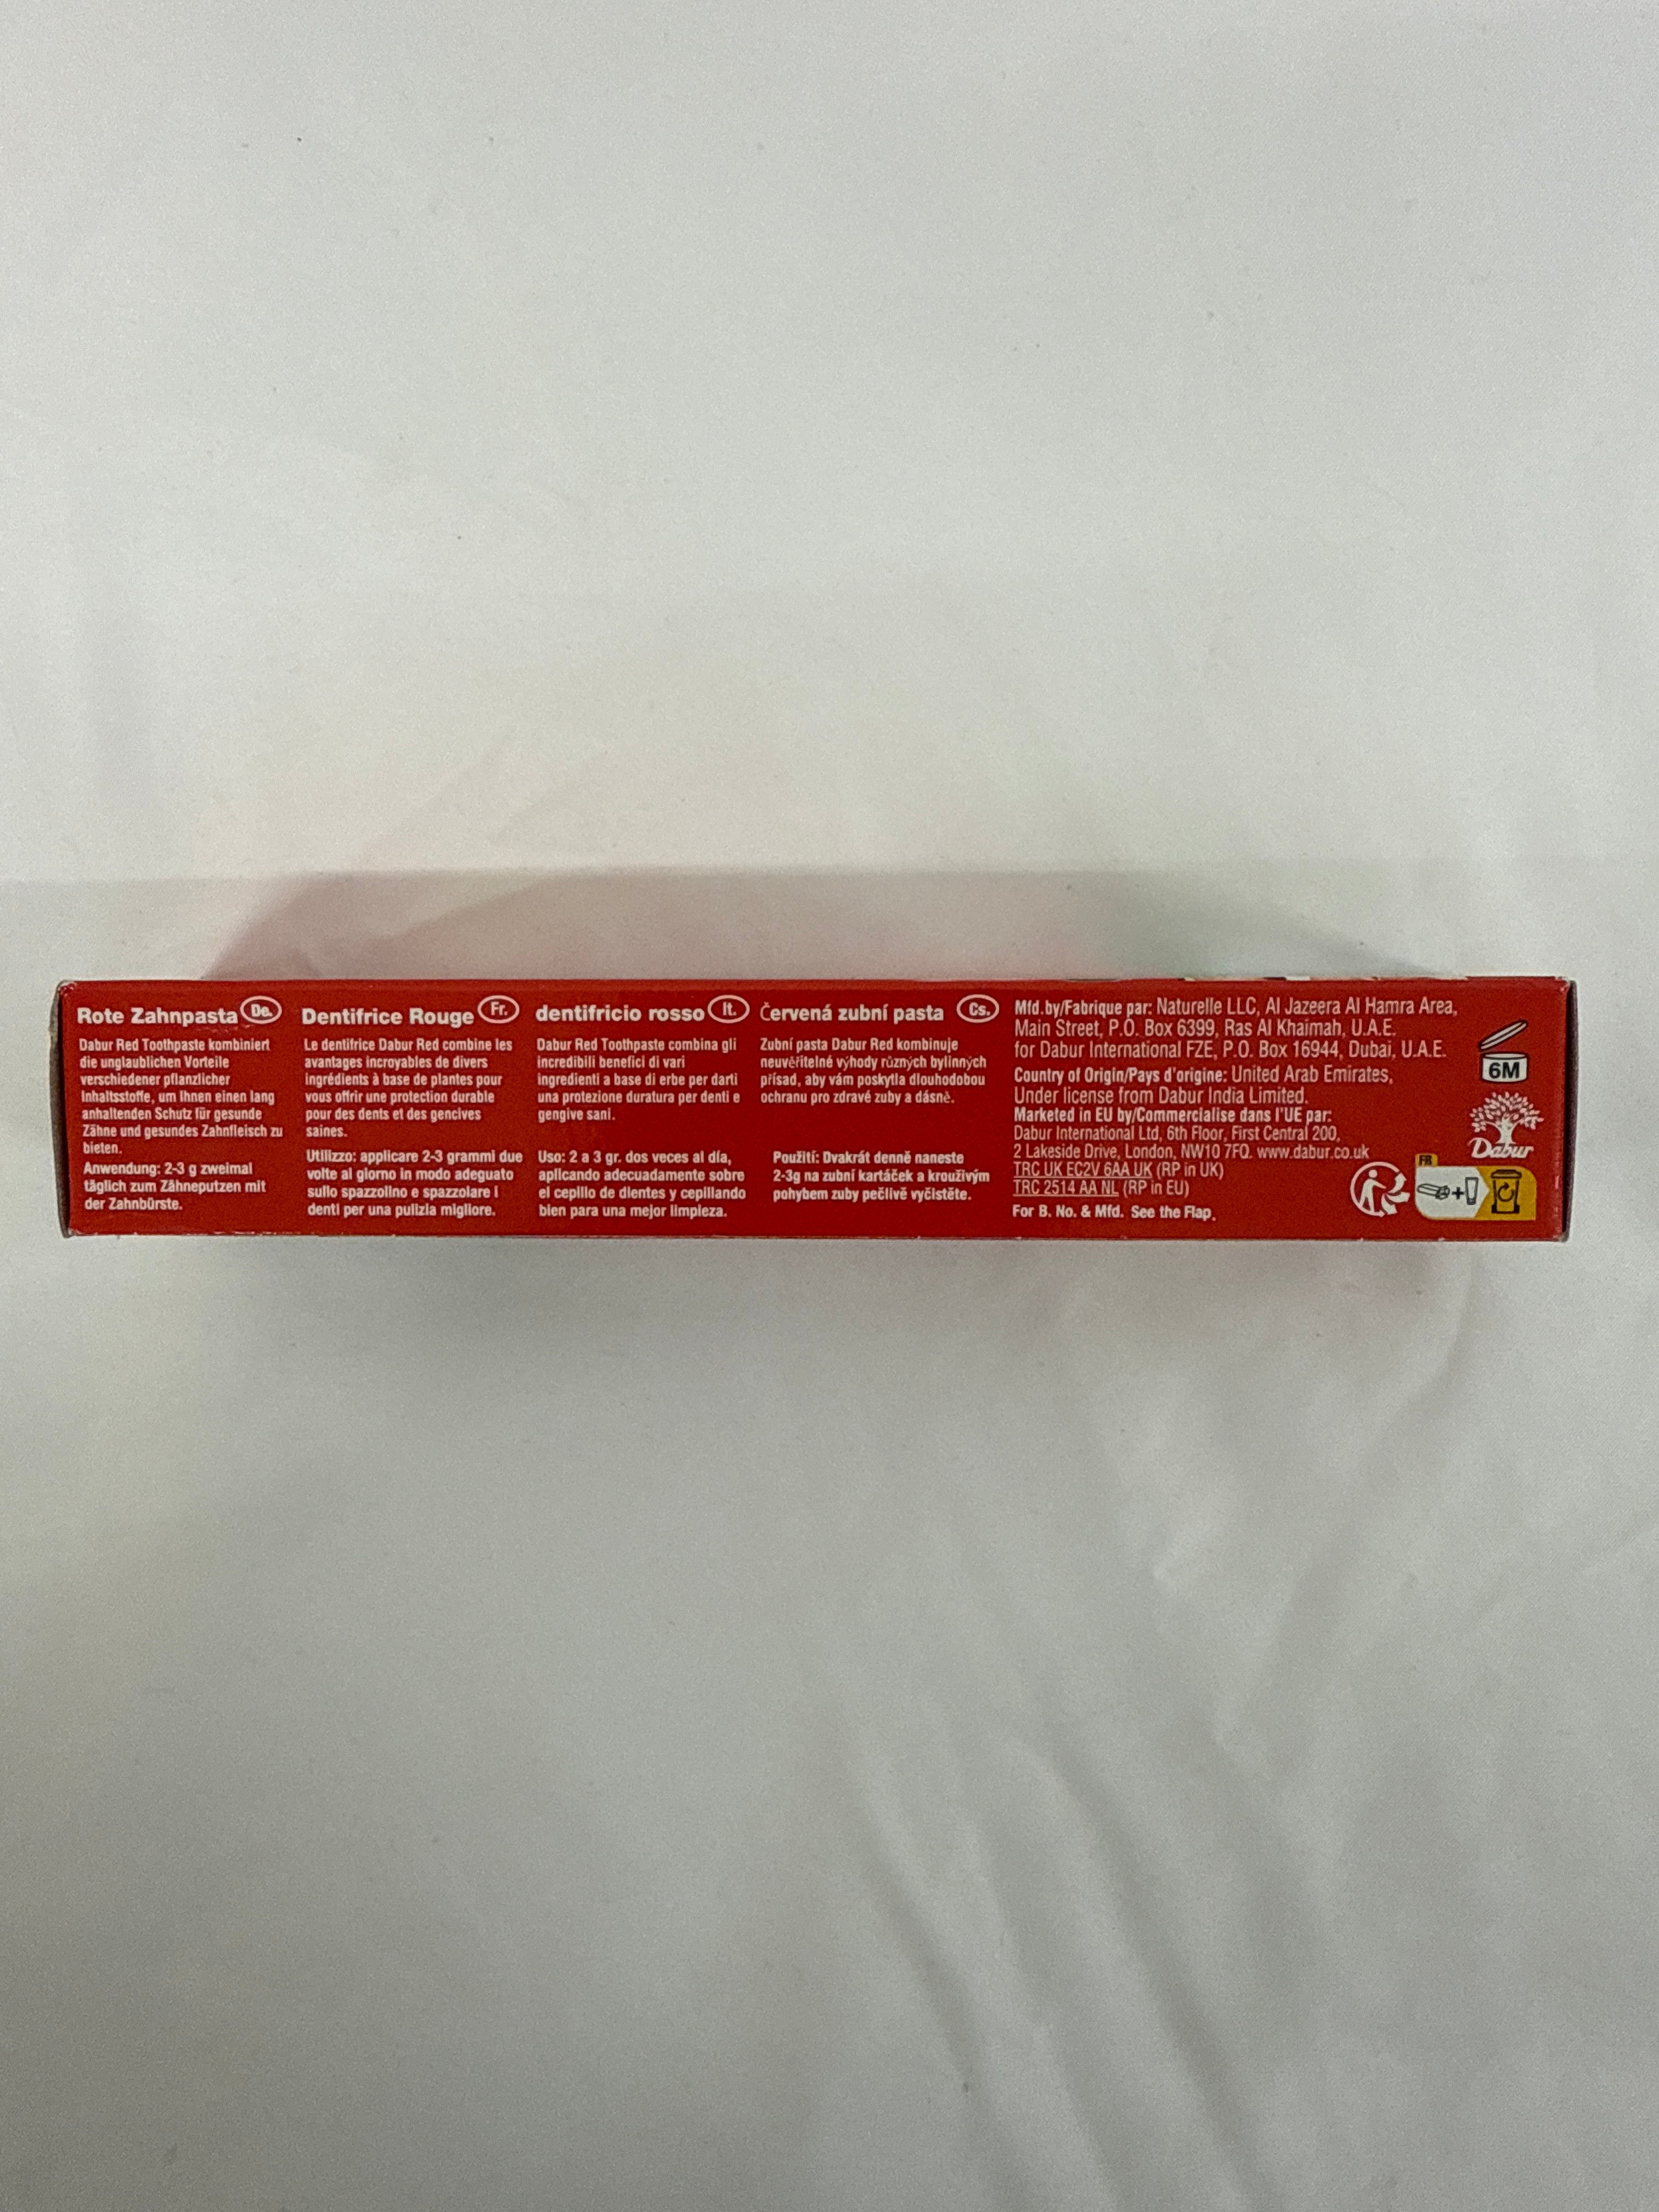 Rote Zahnpasta De.
Dabur Red Toothpaste kombiniert
die unglaublichen Vorteile
verschiedener pflanzlicher
Inhaltsstoffe, um Ihnen einen lang
anhaltenden Schutz für gesunde
Zähne und gesundes Zahnfleisch zu
bieten.
Anwendung: 2-3 g zweimal
täglich zum Zähneputzen mit
der Zahnbürste.
Dentifrice Rouge Fr.
Le dentifrice Dabur Red combine les
avantages incroyables de divers
ingrédients à base de plantes pour
vous offrir une protection durable
pour des dents et des gencives
saines.
Utilizzo: applicare 2-3 grammi due
volte al giorno in modo adeguato
sullo spazzolino e spazzolare i
denti per una pulizia migliore.
dentifricio rosso It.
Dabur Red Toothpaste combina gli
incredibili benefici di vari
ingredienti a base di erbe per darti
una protezione duratura per denti e
gengive sani.
Uso: 2 a 3 gr. dos veces al día,
aplicando adecuadamente sobre
el cepillo de dientes y cepillando
bien para una mejor limpieza.
Červená zubní pasta Cs.
Zubní pasta Dabur Red kombinuje
neuvěřitelné výhody různých bylinných
přísad, aby vám poskytla dlouhodobou
ochranu pro zdravé zuby a dásně.
Použití: Dvakrát denně naneste
2-3g na zubní kartáček a krouživým
pohybem zuby pečlivě vyčistěte.
Mfd.by/Fabrique par: Naturelle LLC, Al Jazeera Al Hamra Area,
Main Street, P.O. Box 6399, Ras Al Khaimah, U.A.E.
for Dabur International FZE, P.O. Box 16944, Dubai, U.A.E.
Country of Origin/Pays d'origine: United Arab Emirates,
Under license from Dabur India Limited.
Marketed in EU by/Commercialise dans l'UE par:
Dabur International Ltd, 6th Floor, First Central 200,
2 Lakeside Drive, London, NW10 7FQ. www.dabur.co.uk
TRC UK EC2V 6AA UK (RP in UK)
TRC 2514 AA NL (RP in EU)
For B. No. & Mfd. See the Flap.
6M
Dabur
FR